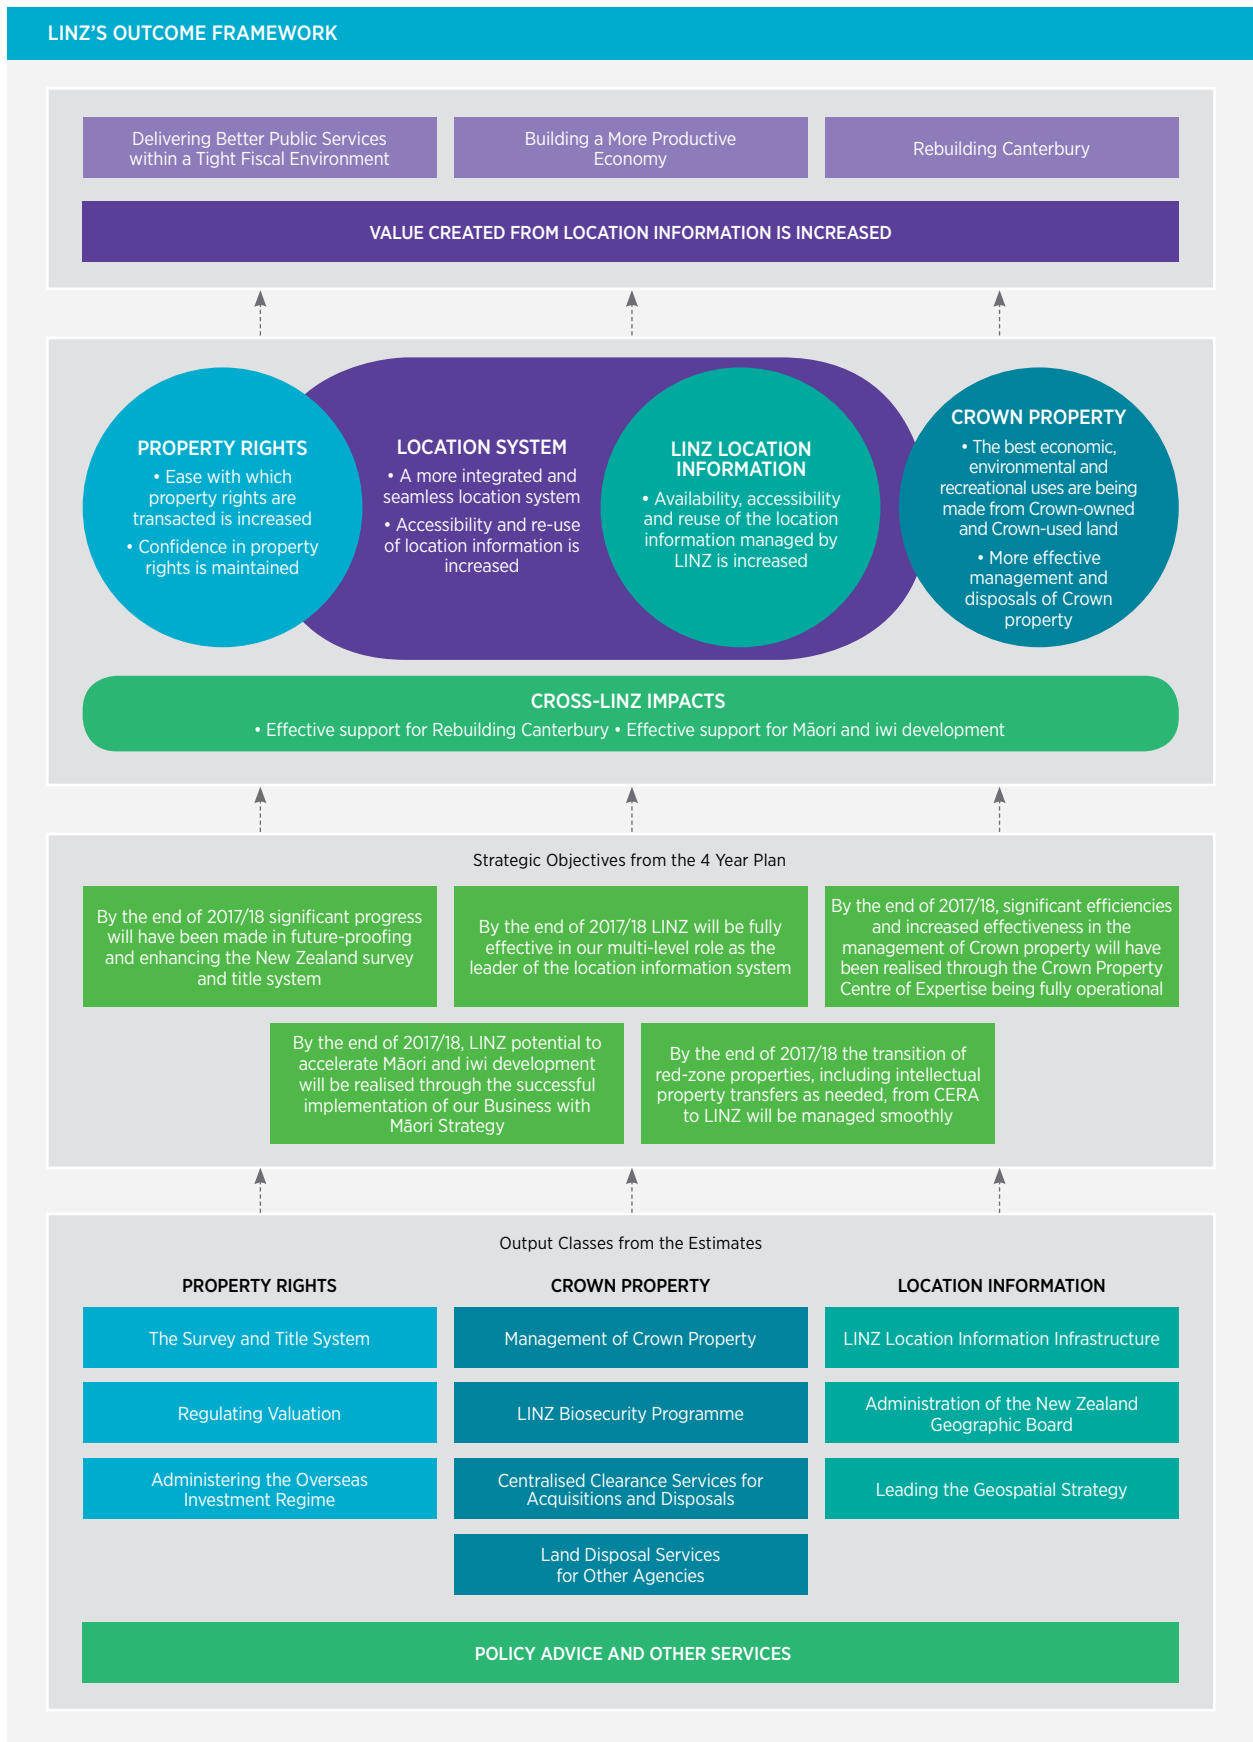 LINZ’S OUTCOME FRAMEWORK
Delivering Better Public Services
within a Tight Fiscal Environment
Building a More Productive
Economy
Rebuilding Canterbury
VALUE CREATED FROM LOCATION INFORMATION IS INCREASED
PROPERTY RIGHTS
• Ease with which
property rights are
transacted is increased
• Confidence in property
rights is maintained
LOCATION SYSTEM
• A more integrated and
seamless location system
• Accessibility and re-use
of location information is
increased
LINZ LOCATION
INFORMATION
• Availability, accessibility
and reuse of the location
information managed by
LINZ is increased
CROWN PROPERTY
• The best economic,
environmental and
recreational uses are being
made from Crown-owned
and Crown-used land
• More effective
management and
disposals of Crown
property
CROSS-LINZ IMPACTS
• Effective support for Rebuilding Canterbury • Effective support for Māori and iwi development
Strategic Objectives from the 4 Year Plan
By the end of 2017/18 significant progress
will have been made in future-proofing
and enhancing the New Zealand survey
and title system
By the end of 2017/18 LINZ will be fully
effective in our multi-level role as the
leader of the location information system
By the end of 2017/18, significant efficiencies
and increased effectiveness in the
management of Crown property will have
been realised through the Crown Property
Centre of Expertise being fully operational
By the end of 2017/18, LINZ potential to
accelerate Māori and iwi development
will be realised through the successful
implementation of our Business with
Māori Strategy
By the end of 2017/18 the transition of
red-zone properties, including intellectual
property transfers as needed, from CERA
to LINZ will be managed smoothly
Output Classes from the Estimates
PROPERTY RIGHTS
The Survey and Title System
Regulating Valuation
Administering the Overseas
Investment Regime
CROWN PROPERTY
Management of Crown Property
LINZ Biosecurity Programme
Centralised Clearance Services for
Acquisitions and Disposals
Land Disposal Services
for Other Agencies
LOCATION INFORMATION
LINZ Location Information Infrastructure
Administration of the New Zealand
Geographic Board
Leading the Geospatial Strategy
POLICY ADVICE AND OTHER SERVICES